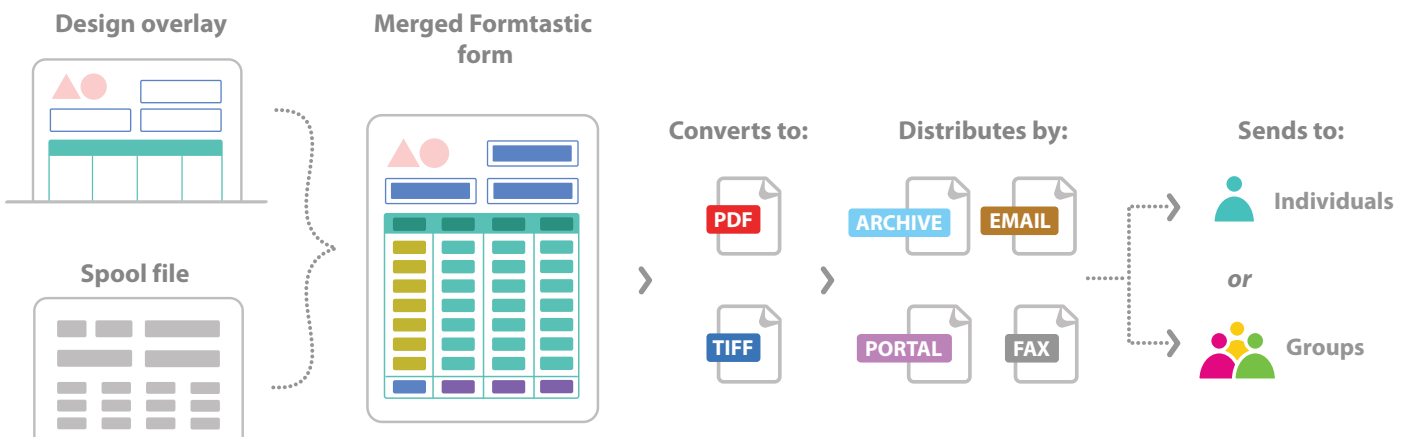 Design overlay
Merged Formtastic
form
Spool file
Converts to:
PDF
TIFF
Distributes by:
ARCHIVE
EMAIL
PORTAL
FAX
Sends to:
Individuals
or
Groups